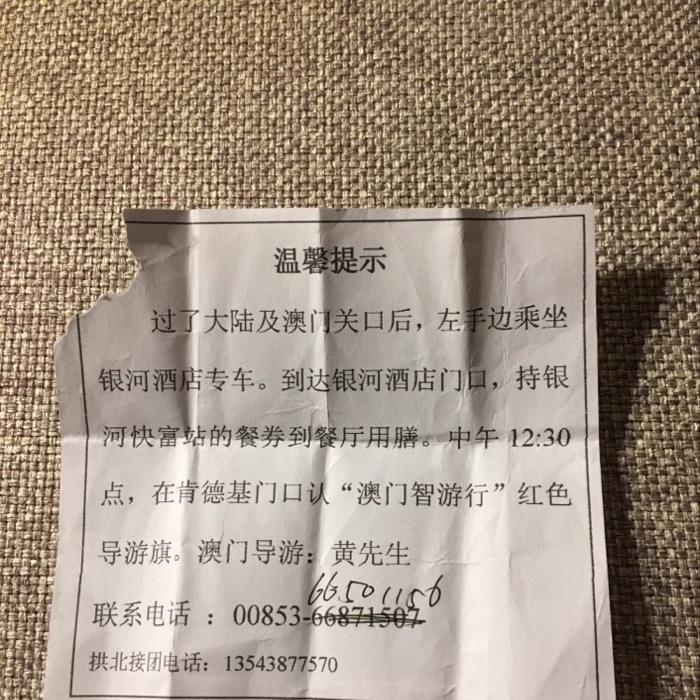 温馨提示
过了大陆及澳门关口后，左手边乘坐
银河酒店专车。到达银河酒店门口，持银
河快富站的餐券到餐厅用膳。中午 12:30
点，在肯德基门口认“澳门智游行”红色
导游旗。澳门导游：黄先生
66501156
联系电话 ：00853-66871507
拱北接团电话：13543877570